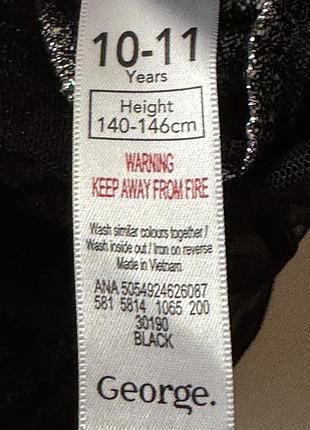 10-11
Years
Height
140-146cm
WARNING
KEEP AWAY FROM FIRE
Wash similar colours together/
Wash inside out / Iron on reverse
Made in Vietnam
ANA 5054924626087
581 5814 1065 200
30190
BLACK
George.